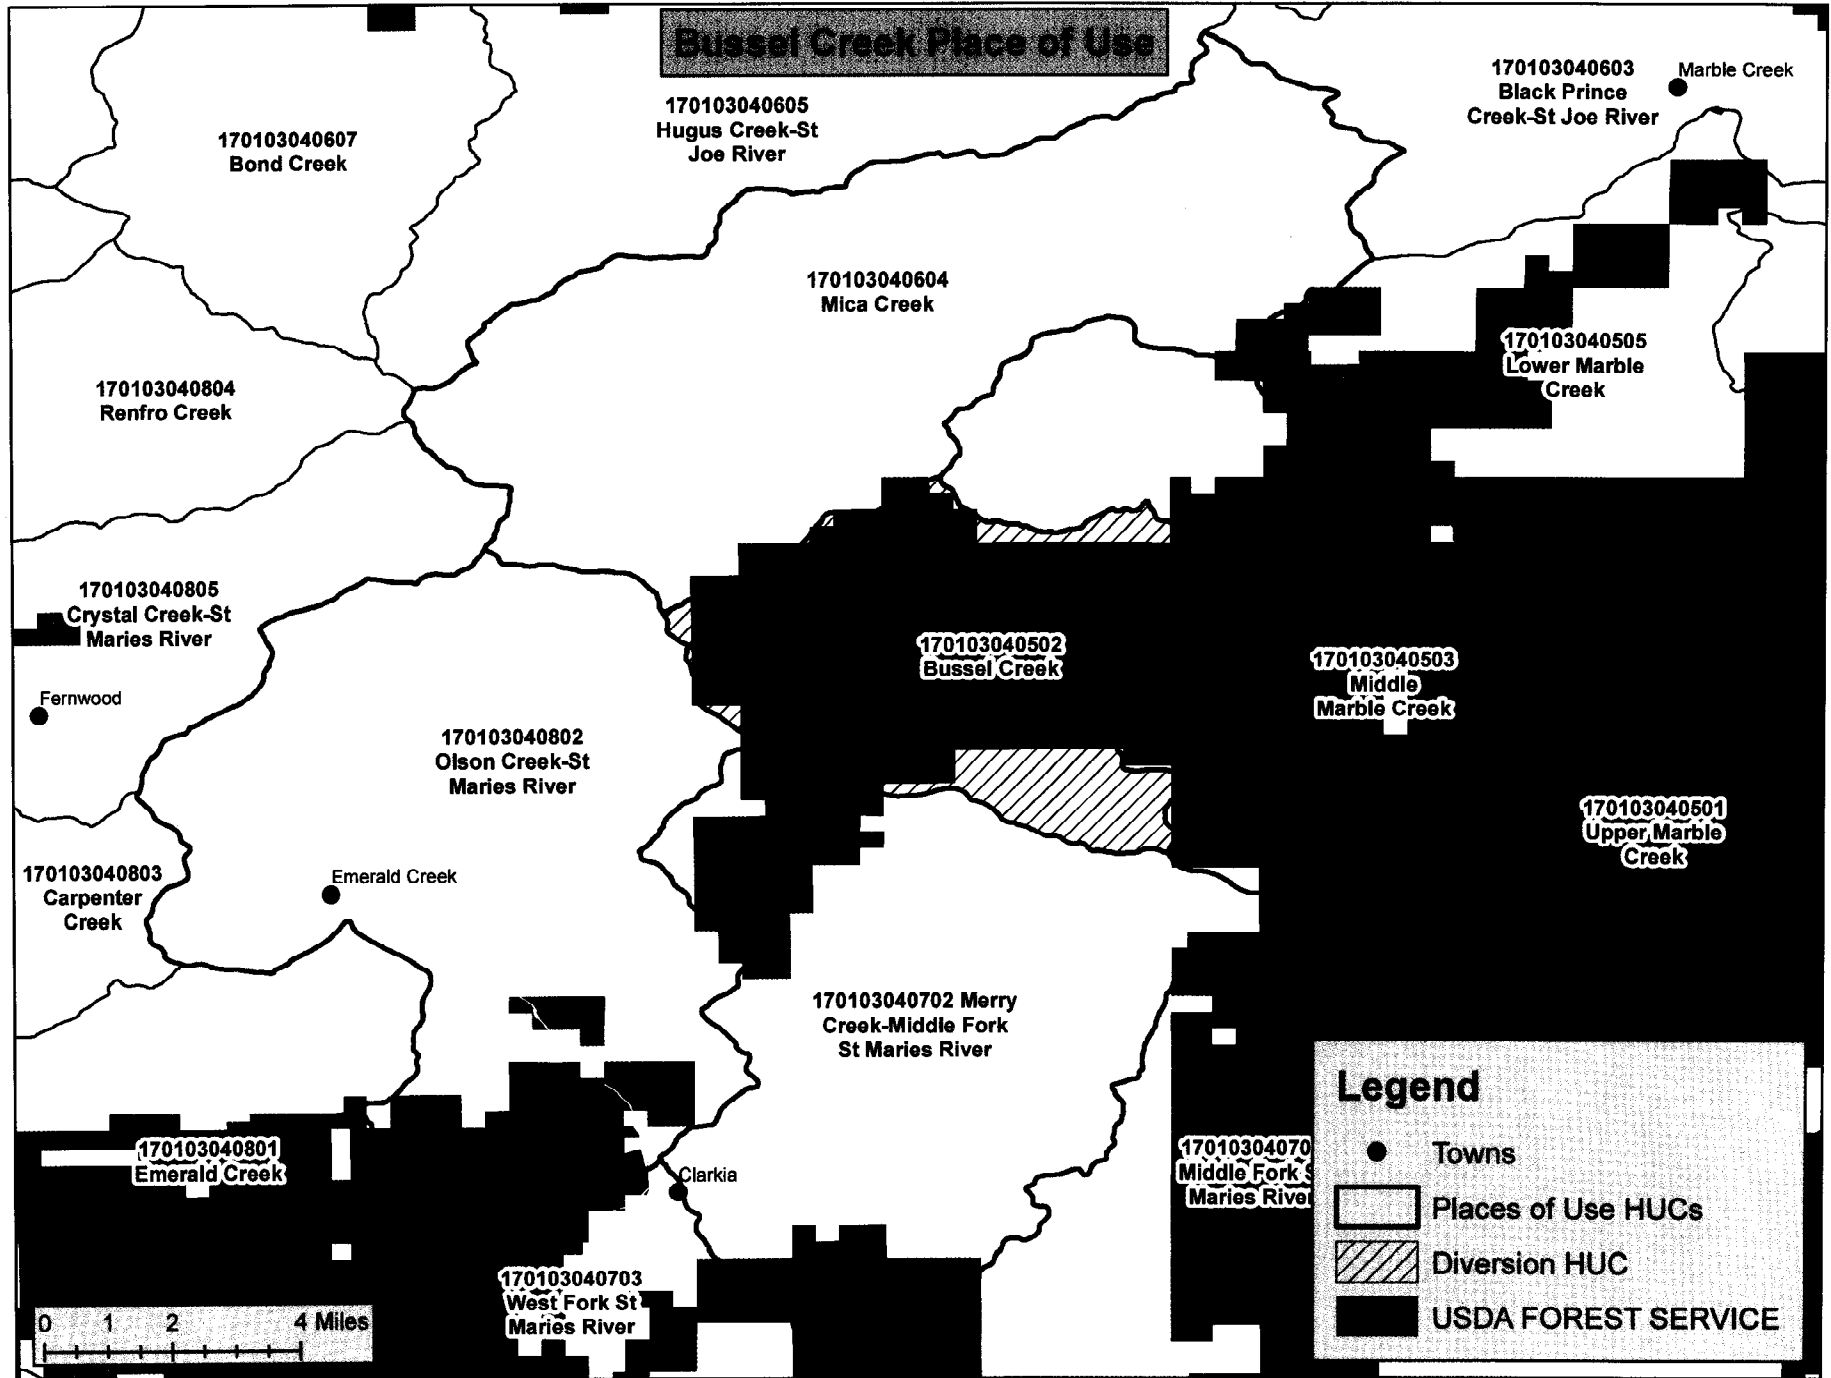 Bussel Creek Place of Use
170103040603
Black Prince
Creek-St Joe River
Marble Creek
170103040605
Hugus Creek-St
Joe River
170103040607
Bond Creek
170103040604
Mica Creek
170103040505
Lower Marble
Creek
170103040804
Renfro Creek
170103040805
Crystal Creek-St
Maries River
170103040502
Bussel Creek
170103040503
Middle
Marble Creek
Fernwood
170103040802
Olson Creek-St
Maries River
170103040501
Upper Marble
Creek
170103040803
Carpenter
Creek
Emerald Creek
170103040702 Merry
Creek-Middle Fork
St Maries River
170103040801
Emerald Creek
Clarkia
17010304070
Middle Fork S
Maries River
170103040703
West Fork St
Maries River
0 2 4 Miles
Legend
Towns
Places of Use HUCs
Diversion HUC
USDA FOREST SERVICE